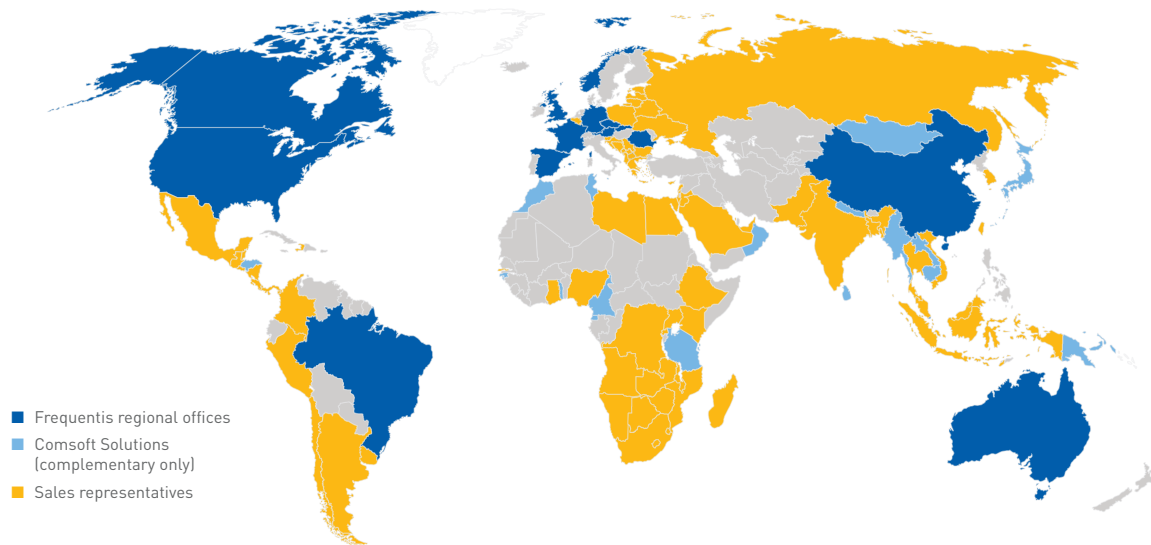 Frequentis regional offices
Comsoft Solutions
(complementary only)
Sales representatives